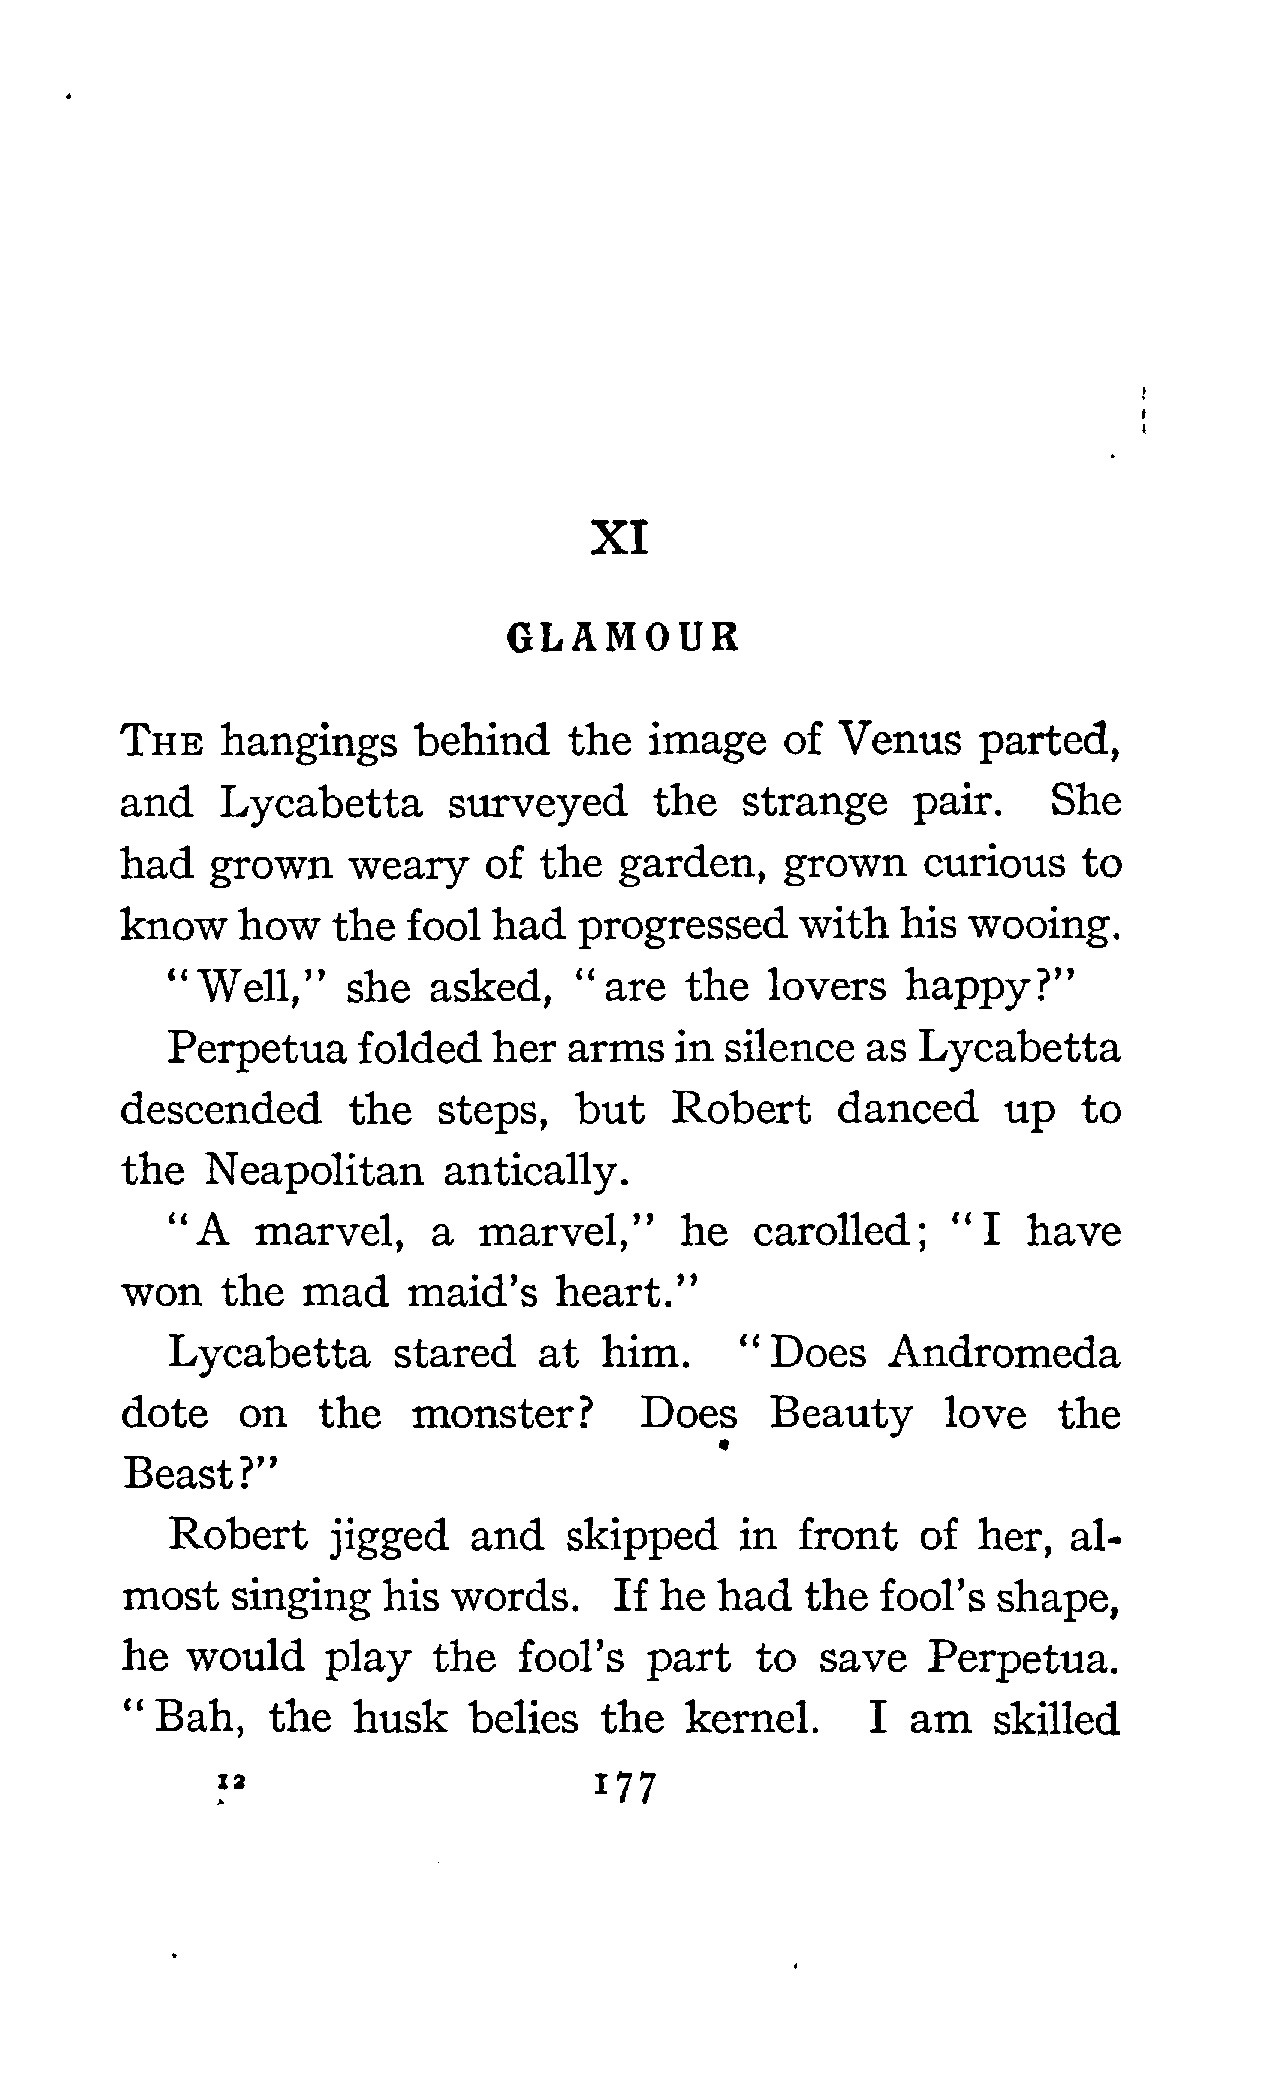 XI
GLAMOUR
THE hangings behind the image of Venus parted,
and Lycabetta surveyed the strange pair. She
had grown weary of the garden, grown curious to
know how the fool had progressed with his wooing.
"Well," she asked, "are the lovers happy?"
Perpetua folded her arms in silence as Lycabetta
descended the steps, but Robert danced up to
the Neapolitan antically.
"A marvel, a marvel," he carolled; "I have
won the mad maid's heart."
Lycabetta stared at him. "Does Andromeda
dote on the monster? Does Beauty love the
Beast?"
Robert jigged and skipped in front of her, al-
most singing his words. If he had the fool's shape,
he would play the fool's part to save Perpetua.
"Bah, the husk belies the kernel. I am skilled
12 177